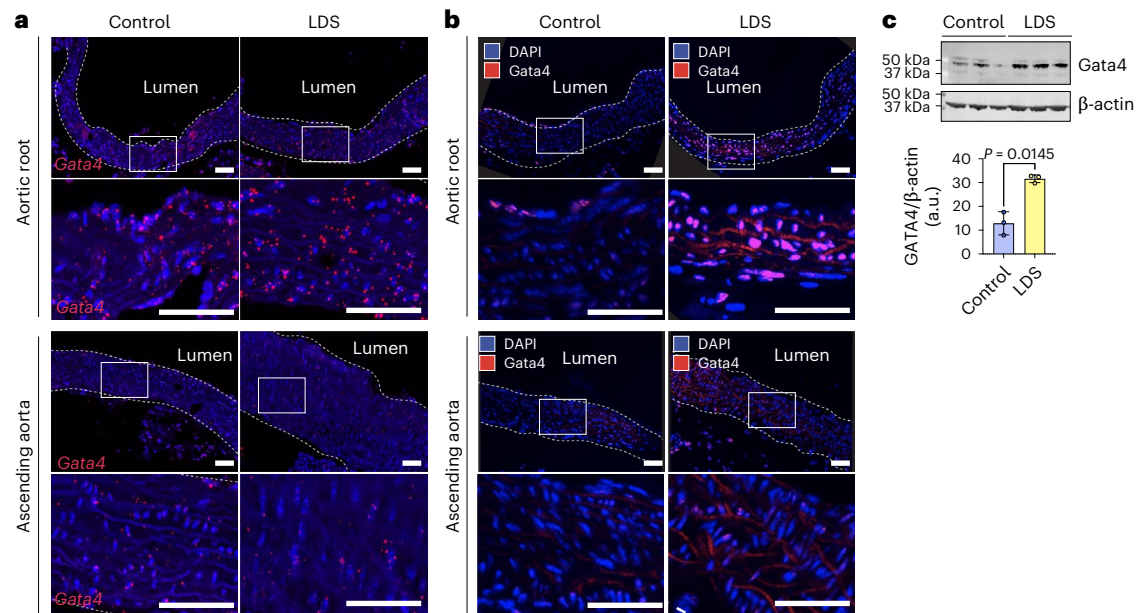 a
Control
LDS
Aortic root
Lumen
Lumen
Gata4
Gata4
Ascending aorta
Lumen
Lumen
Gata4
Gata4
b
Control
LDS
Aortic root
DAPI
Gata4
Lumen
DAPI
Gata4
Lumen
Ascending aorta
DAPI
Gata4
Lumen
DAPI
Gata4
Lumen
c
Control
LDS
50 kDa
37 kDa
Gata4
50 kDa
37 kDa
β-actin
P = 0.0145
GATA4/β-actin
(a.u.)
40
30
20
10
0
Control
LDS